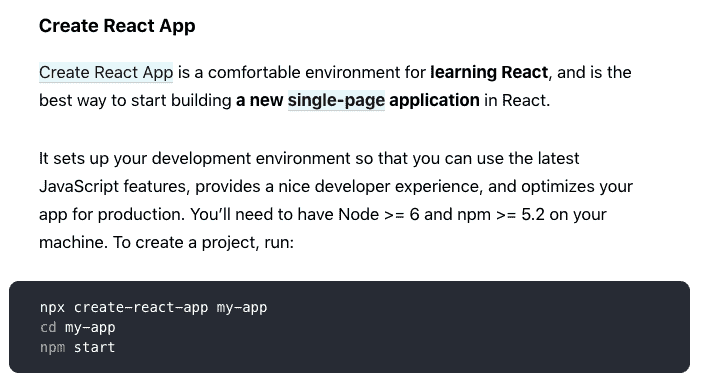 Create React App
Create React App is a comfortable environment for learning React, and is the
best way to start building a new single-page application in React.
It sets up your development environment so that you can use the latest
JavaScript features, provides a nice developer experience, and optimizes your
app for production. You’ll need to have Node >= 6 and npm >= 5.2 on your
machine. To create a project, run:
npx create-react-app my-app
cd my-app
npm start